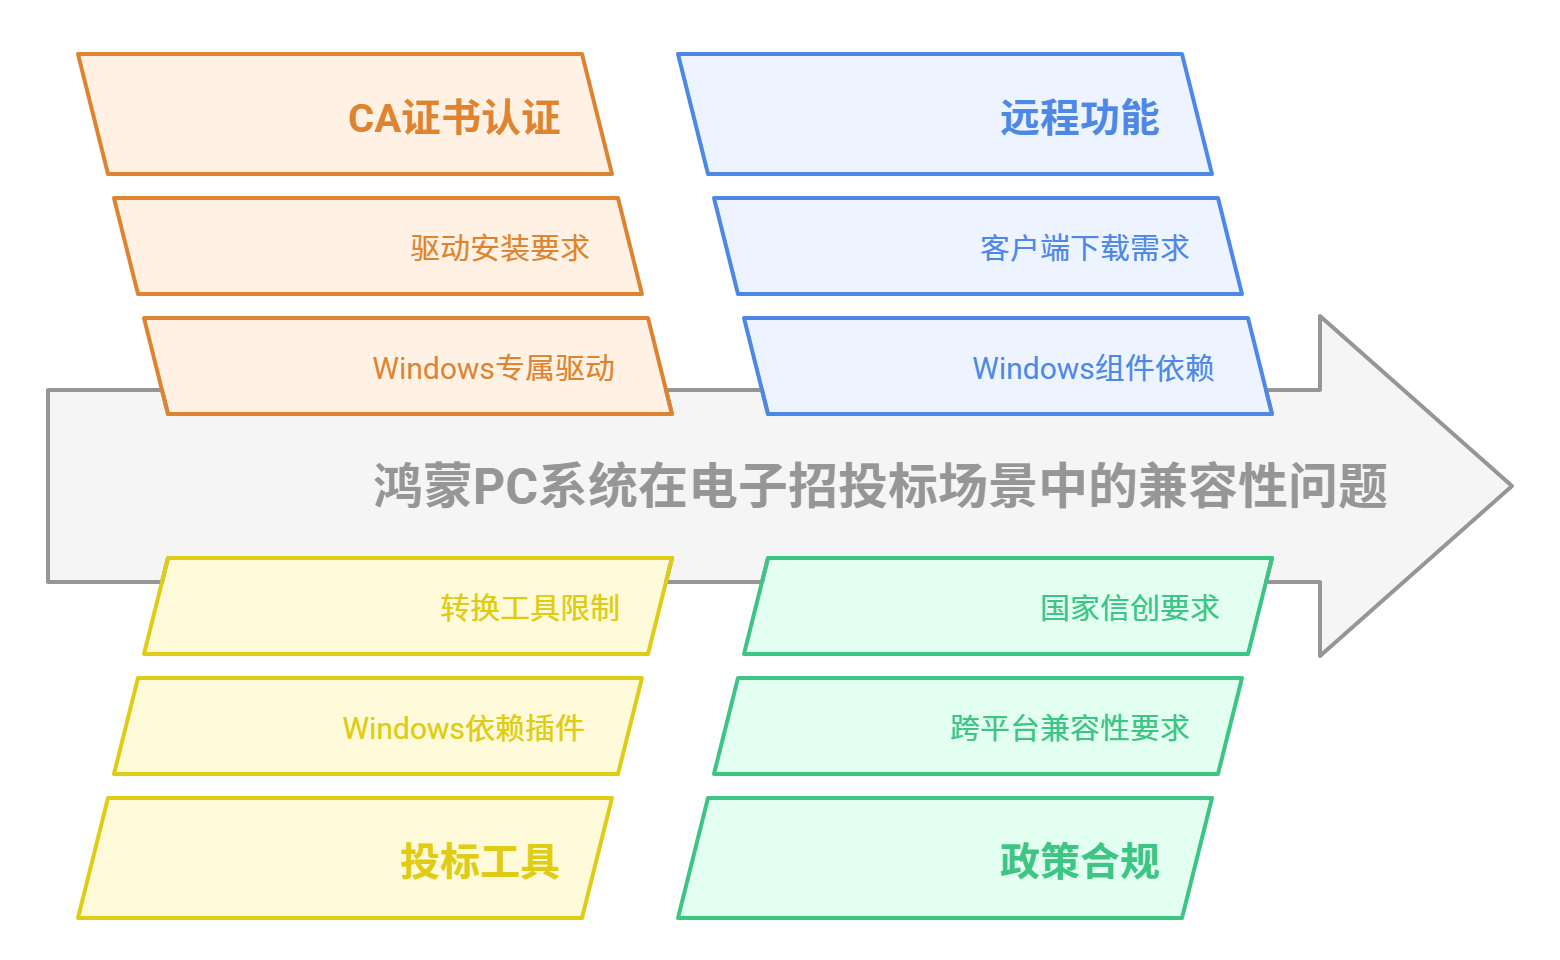 CA证书认证
驱动安装要求
Windows专属驱动
远程功能
客户端下载需求
Windows组件依赖
鸿蒙PC系统在电子招投标场景中的兼容性问题
转换工具限制
Windows依赖插件
投标工具
国家信创要求
跨平台兼容性要求
政策合规